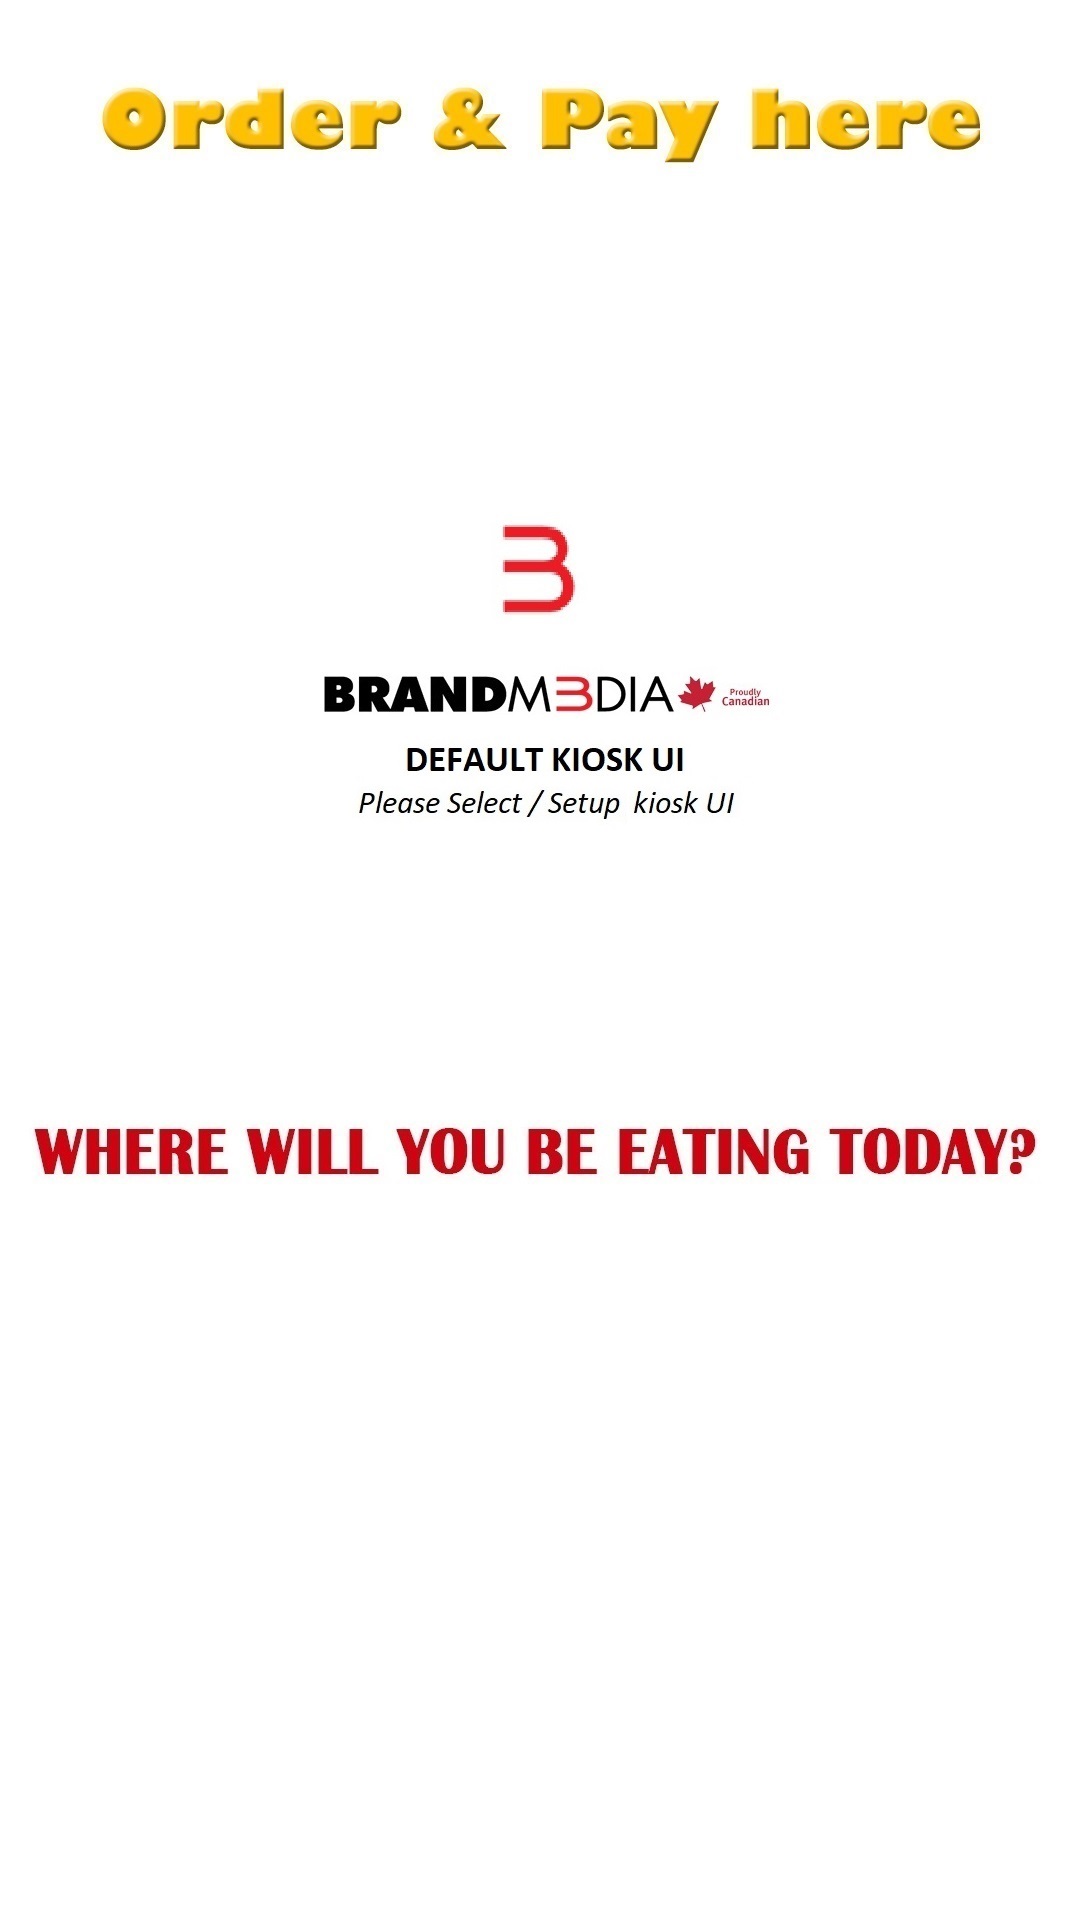 Order & Pay here
BRANDM3DIA Proudly Canadian
DEFAULT KIOSK UI
Please Select / Setup kiosk UI
WHERE WILL YOU BE EATING TODAY?